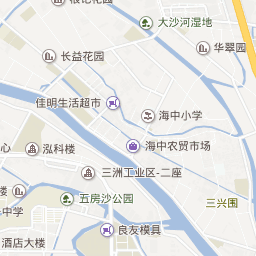 大沙河湿地
长益花园
华翠园
佳明生活超市
海中小学
海中农贸市场
心
泓科楼
三洲工业区-二座
五房沙公园
三兴围
中学
良友模具
酒店大楼